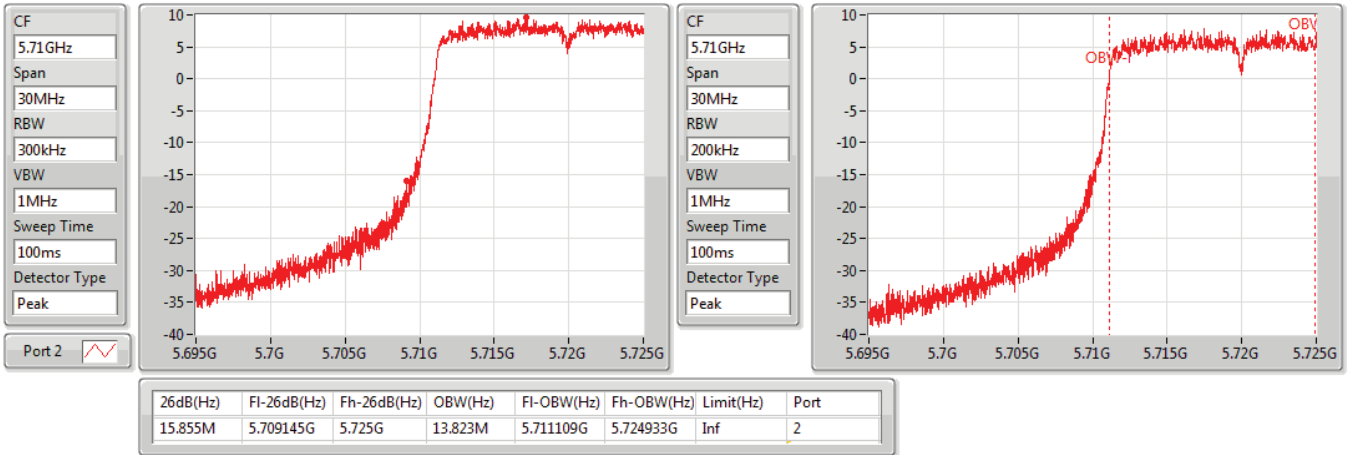 CF
5.71GHz
Span
30MHz
RBW
300kHz
VBW
1MHz
Sweep Time
100ms
Detector Type
Peak
Port 2
10
5
0
-5
-10
-15
-20
-25
-30
-35
-40
5.695G 5.7G 5.705G 5.71G 5.715G 5.72G 5.725G
CF
5.71GHz
Span
30MHz
RBW
200kHz
VBW
1MHz
Sweep Time
100ms
Detector Type
Peak
10
5
0
-5
-10
-15
-20
-25
-30
-35
-40
5.695G 5.7G 5.705G 5.71G 5.715G 5.72G 5.725G
26dB(Hz) Fl-26dB(Hz) Fh-26dB(Hz) OBW(Hz) Fl-OBW(Hz) Fh-OBW(Hz) Limit(Hz) Port
15.855M 5.709145G 5.725G 13.823M 5.711109G 5.724933G Inf 2